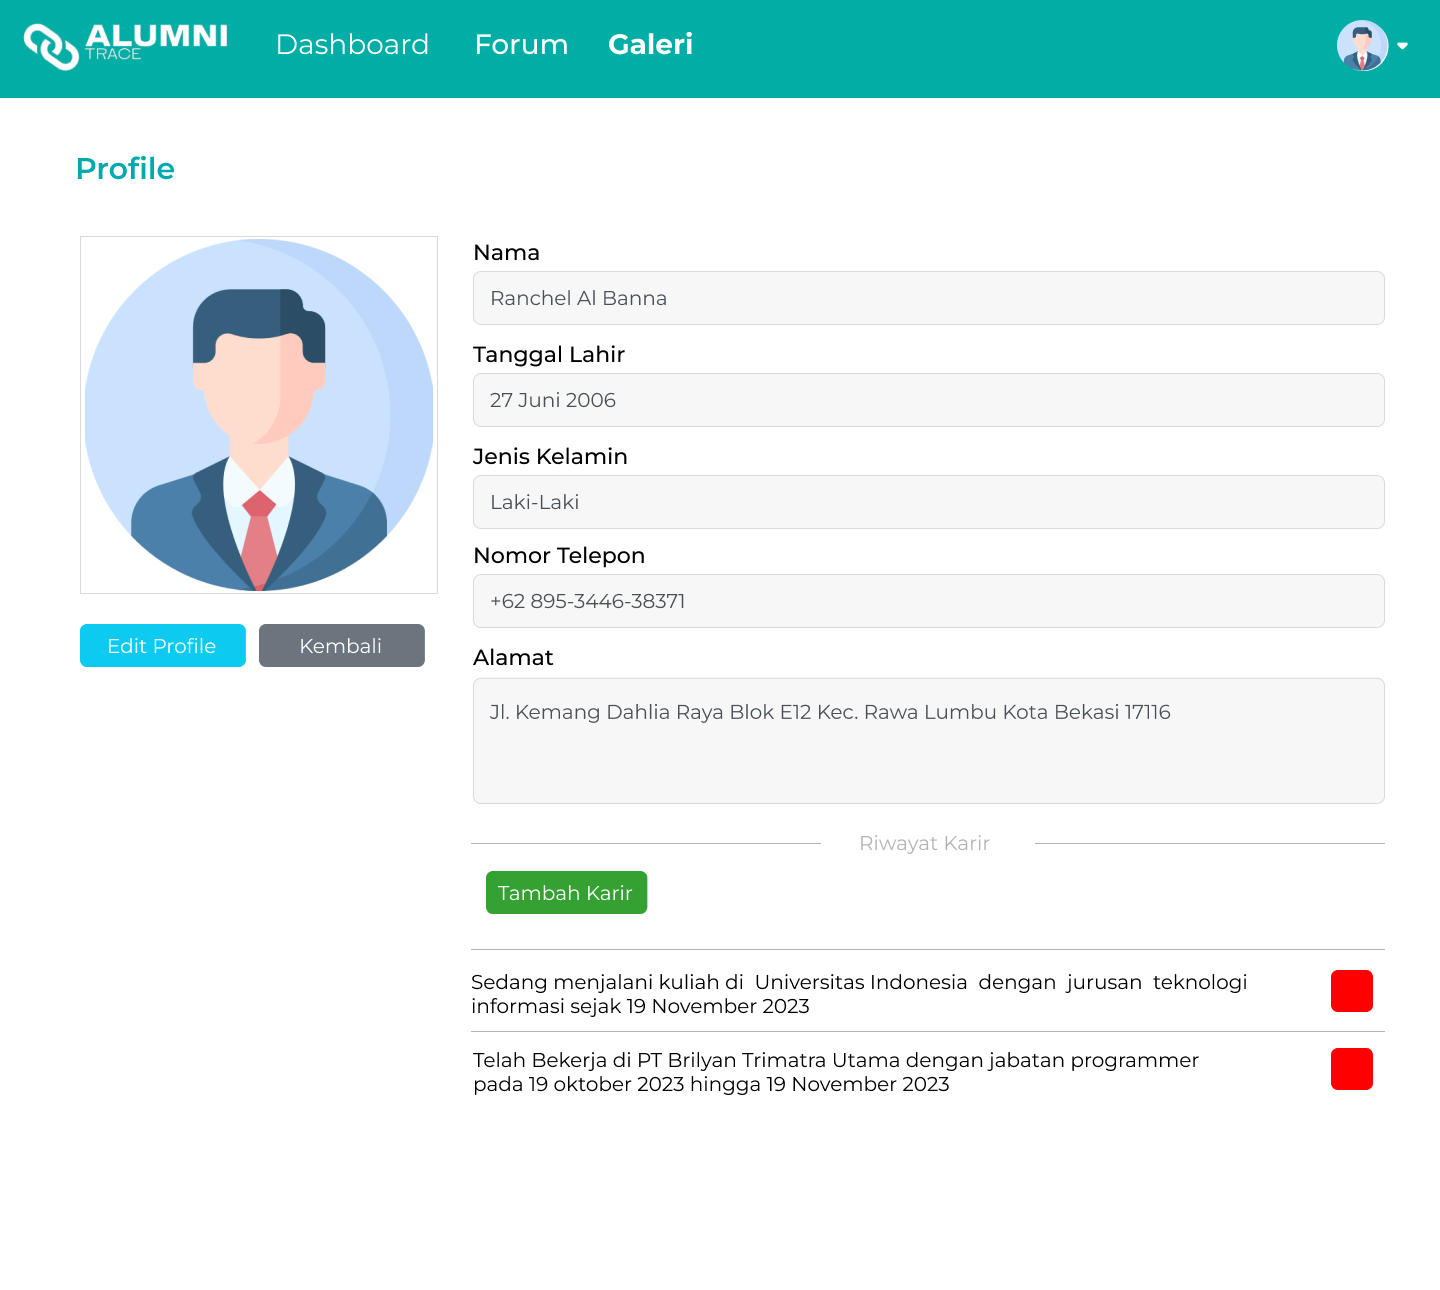 ALUMNI
TRACE
Dashboard Forum Galeri
Profile
Nama
Ranchel Al Banna
Tanggal Lahir
27 Juni 2006
Jenis Kelamin
Laki-Laki
Nomor Telepon
+62 895-3446-38371
Edit Profile Kembali
Alamat
Jl. Kemang Dahlia Raya Blok E12 Kec. Rawa Lumbu Kota Bekasi 17116
Riwayat Karir
Tambah Karir
Sedang menjalani kuliah di  Universitas Indonesia  dengan  jurusan  teknologi
informasi sejak 19 November 2023
Telah Bekerja di PT Brilyan Trimatra Utama dengan jabatan programmer
pada 19 oktober 2023 hingga 19 November 2023